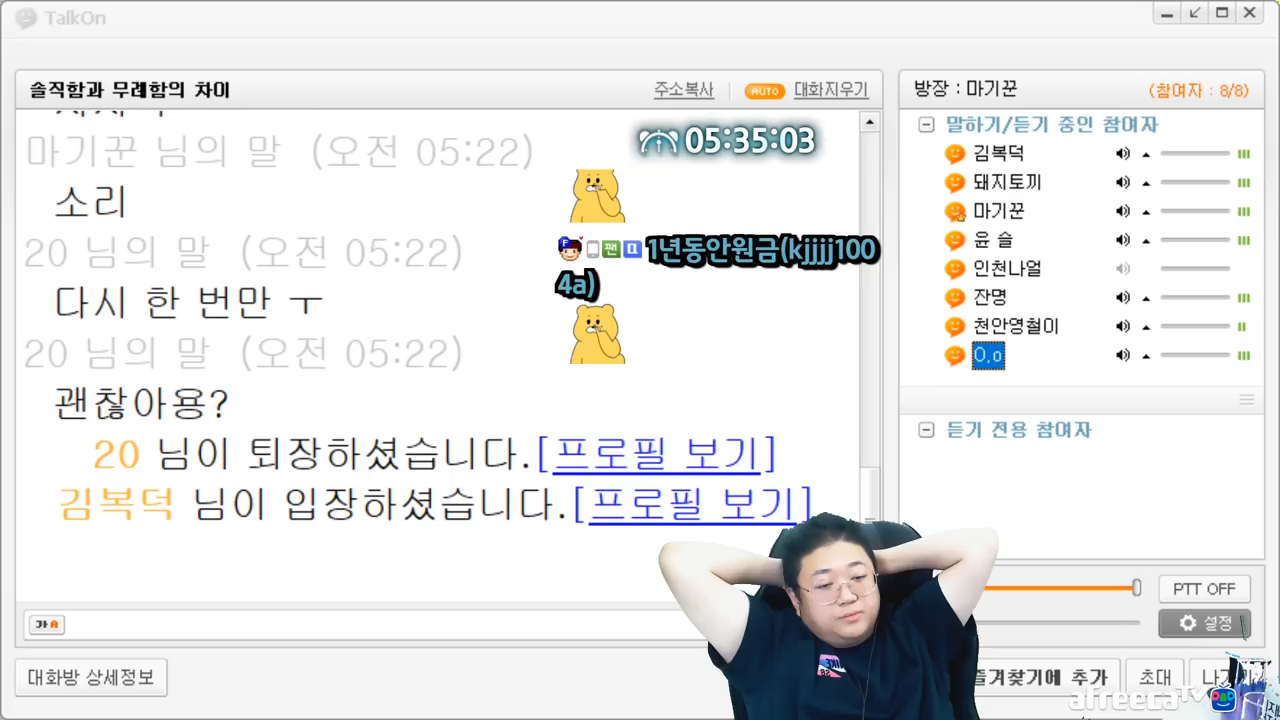 TalkOn
솔직함과 무례함의 차이
주소복사
AUTO
대화지우기
마기꾼 님의 말 (오전 05:22)
소리
20 님의 말 (오전 05:22)
다시 한 번만 ㅜ
20 님의 말 (오전 05:22)
괜찮아용?
20 님이 퇴장하셨습니다.[프로필 보기]
김복덕 님이 입장하셨습니다.[프로필 보기]
05:35:03
팬 1년동안원금(kjjjj100
4a)
가
대화방 상세정보
방장 : 마기꾼
(참여자 : 8/8)
말하기/듣기 중인 참여자
김복덕
돼지토끼
마기꾼
윤 슬
인천나얼
잔명
천안영철이
O.o
듣기 전용 참여자
PTT OFF
설정
즐겨찾기에 추가
초대
afreecaTV